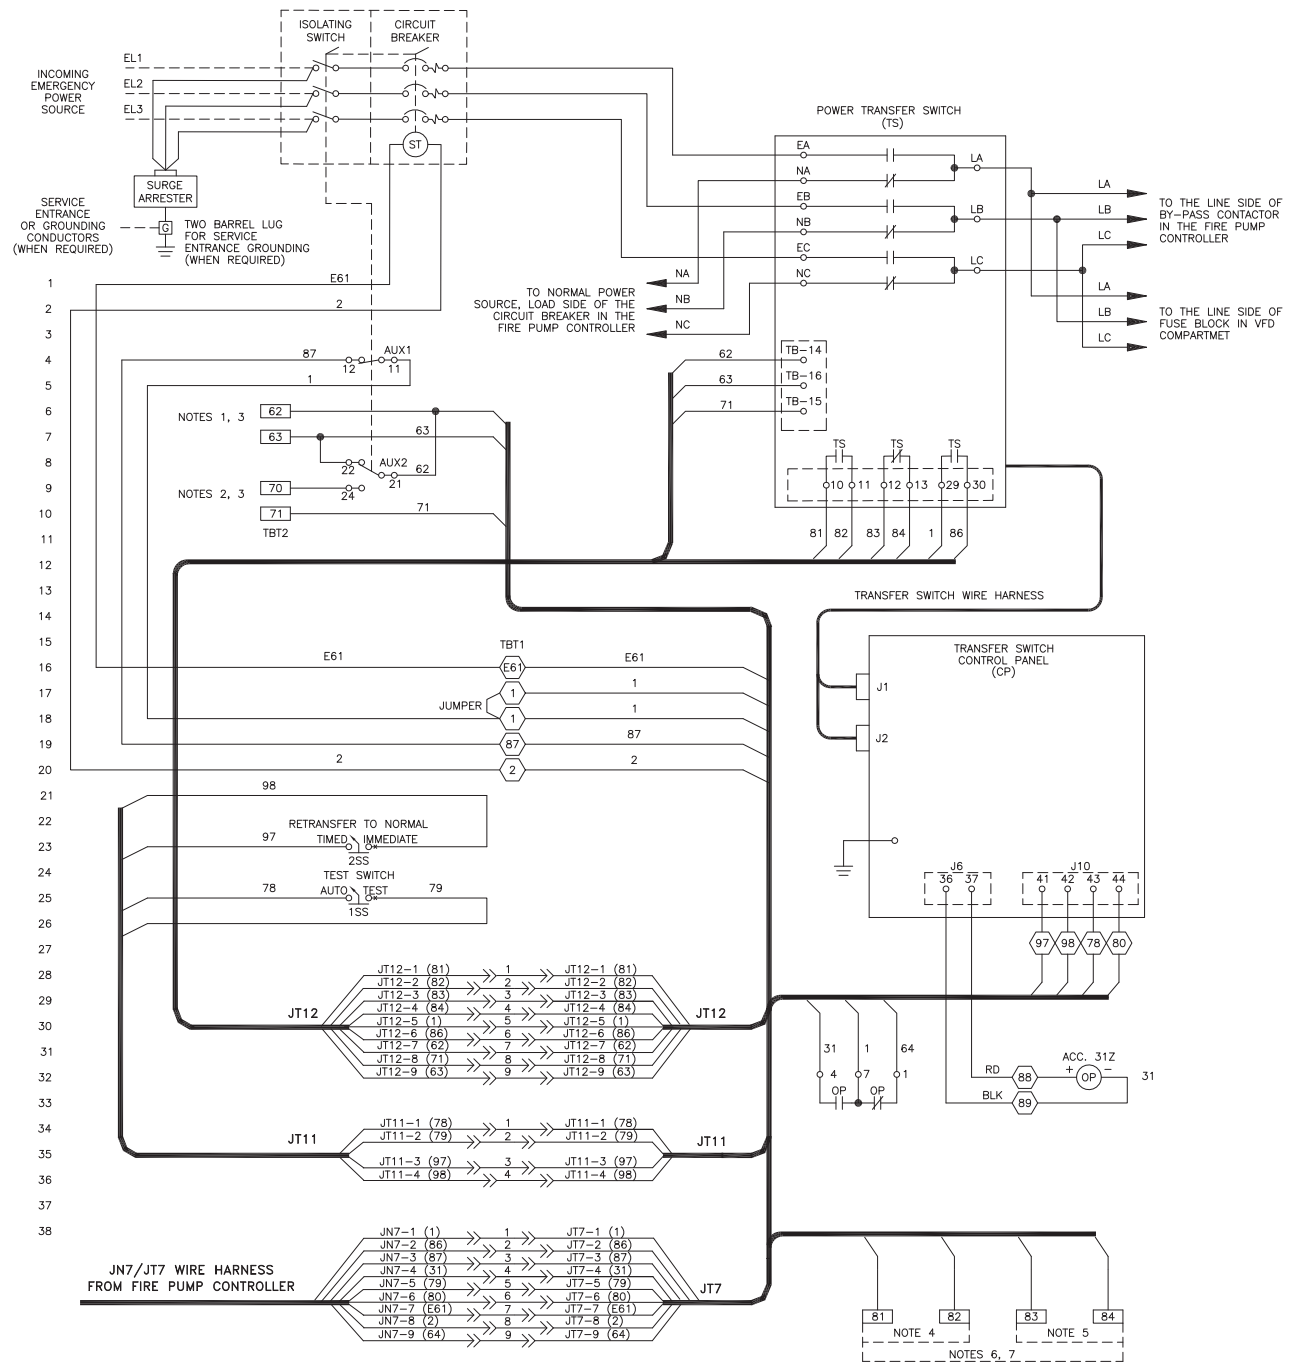 ISOLATING
SWITCH
CIRCUIT
BREAKER
INCOMING
EMERGENCY
POWER
SOURCE
EL1
EL2
EL3
ST
SURGE
ARRESTER
SERVICE
ENTRANCE
OR GROUNDING
CONDUCTORS
(WHEN REQUIRED)
G
TWO BARREL LUG
FOR SERVICE
ENTRANCE GROUNDING
(WHEN REQUIRED)
POWER TRANSFER SWITCH
(TS)
EA
NA
EB
NB
EC
NC
LA
LB
LC
LA
LB
LC
TO THE LINE SIDE OF
BY-PASS CONTACTOR
IN THE FIRE PUMP
CONTROLLER
LA
LB
LC
TO THE LINE SIDE OF
FUSE BLOCK IN VFD
COMPARTMET
NA
NB
NC
TO NORMAL POWER
SOURCE, LOAD SIDE OF THE
CIRCUIT BREAKER IN THE
FIRE PUMP CONTROLLER
1
2
3
4
5
6
7
8
9
10
11
12
13
14
15
16
17
18
19
20
21
22
23
24
25
26
27
28
29
30
31
32
33
34
35
36
37
38
E61
2
87
12
AUX1
11
1
NOTES 1, 3
62
63
63
22
AUX2
62
21
NOTES 2, 3
70
24
71
71
TBT2
62
TB-14
63
TB-16
71
TB-15
TS
TS
TS
10
11
12
13
29
30
81
82
83
84
1
86
TRANSFER SWITCH WIRE HARNESS
TBT1
E61
E61
E61
1
1
JUMPER
1
1
87
87
2
2
2
TRANSFER SWITCH
CONTROL PANEL
(CP)
J1
J2
J6
36
37
J10
41
42
43
44
97
98
78
80
98
RETRANSFER TO NORMAL
97
TIMED
IMMEDIATE
2SS
TEST SWITCH
78
AUTO
TEST
79
1SS
JT12
JT12-1 (81)
1
JT12-1 (81)
JT12-2 (82)
2
JT12-2 (82)
JT12-3 (83)
3
JT12-3 (83)
JT12-4 (84)
4
JT12-4 (84)
JT12-5 (1)
5
JT12-5 (1)
JT12-6 (86)
6
JT12-6 (86)
JT12-7 (62)
7
JT12-7 (62)
JT12-8 (71)
8
JT12-8 (71)
JT12-9 (63)
9
JT12-9 (63)
JT12
31
1
64
4
7
1
OP
OP
RD
88
ACC. 31Z
+
OP
−
31
BLK
89
JT11
JT11-1 (78)
1
JT11-1 (78)
JT11-2 (79)
2
JT11-2 (79)
JT11-3 (97)
3
JT11-3 (97)
JT11-4 (98)
4
JT11-4 (98)
JT11
JN7/JT7 WIRE HARNESS
FROM FIRE PUMP CONTROLLER
JN7-1 (1)
1
JT7-1 (1)
JN7-2 (86)
2
JT7-2 (86)
JN7-3 (87)
3
JT7-3 (87)
JN7-4 (31)
4
JT7-4 (31)
JN7-5 (79)
5
JT7-5 (79)
JN7-6 (80)
6
JT7-6 (80)
JN7-7 (E61)
7
JT7-7 (E61)
JN7-8 (2)
8
JT7-8 (2)
JN7-9 (64)
9
JT7-9 (64)
JT7
81
82
83
84
NOTE 4
NOTE 5
NOTES 6, 7